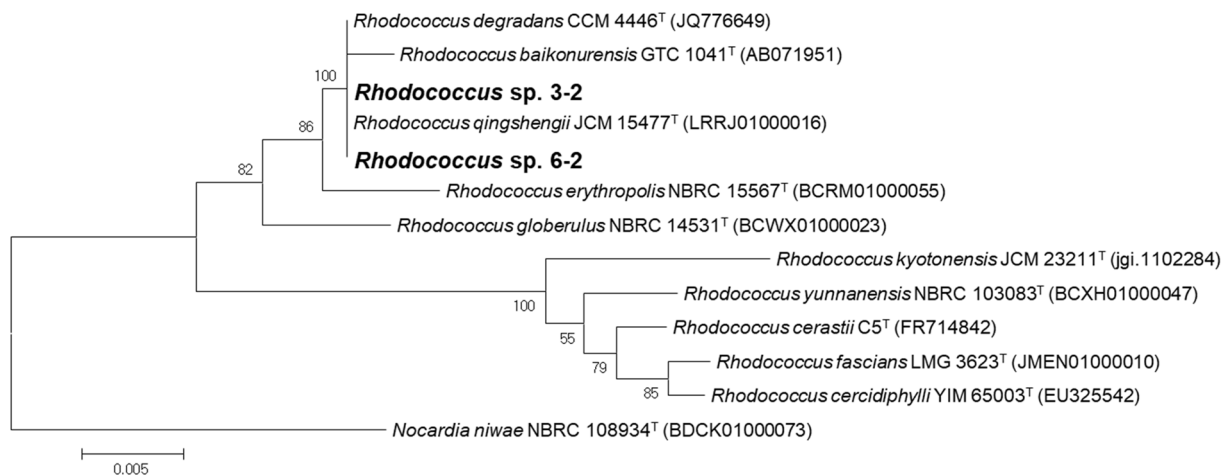 Rhodococcus degradans CCM 4446ᵀ (JQ776649)
Rhodococcus baikonurensis GTC 1041ᵀ (AB071951)
100
Rhodococcus sp. 3-2
Rhodococcus qingshengii JCM 15477ᵀ (LRRJ01000016)
86
Rhodococcus sp. 6-2
82
Rhodococcus erythropolis NBRC 15567ᵀ (BCRM01000055)
Rhodococcus globerulus NBRC 14531ᵀ (BCWX01000023)
Rhodococcus kyotonensis JCM 23211ᵀ (jgi.1102284)
Rhodococcus yunnanensis NBRC 103083ᵀ (BCXH01000047)
100
Rhodococcus cerastii C5ᵀ (FR714842)
55
Rhodococcus fascians LMG 3623ᵀ (JMEN01000010)
79
85
Rhodococcus cercidiphylli YIM 65003ᵀ (EU325542)
Nocardia niwae NBRC 108934ᵀ (BDCK01000073)
0.005